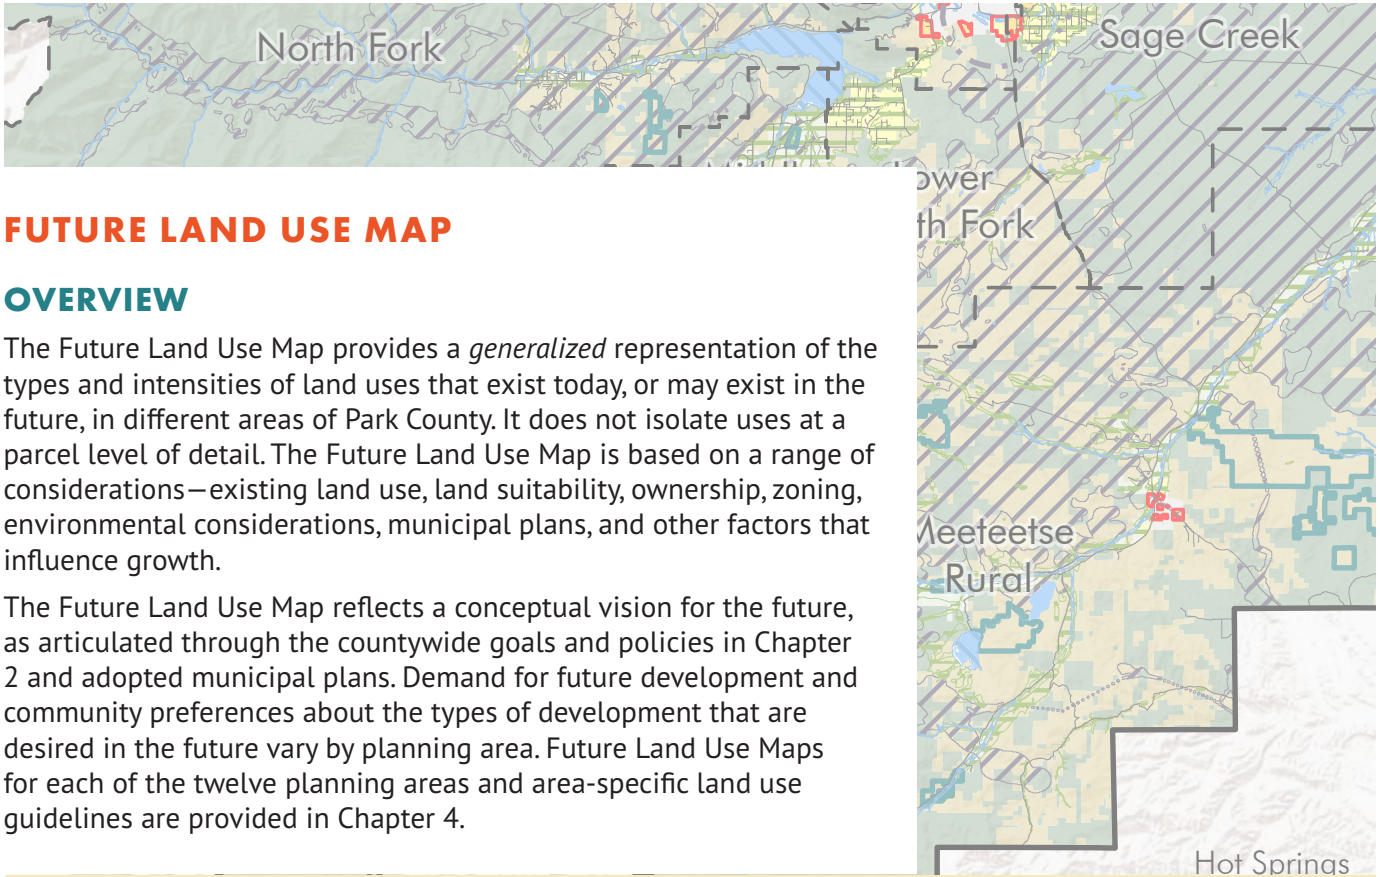 North Fork
Sage Creek
FUTURE LAND USE MAP
OVERVIEW
The Future Land Use Map provides a generalized representation of the
types and intensities of land uses that exist today, or may exist in the
future, in different areas of Park County. It does not isolate uses at a
parcel level of detail. The Future Land Use Map is based on a range of
considerations—existing land use, land suitability, ownership, zoning,
environmental considerations, municipal plans, and other factors that
influence growth.
The Future Land Use Map reflects a conceptual vision for the future,
as articulated through the countywide goals and policies in Chapter
2 and adopted municipal plans. Demand for future development and
community preferences about the types of development that are
desired in the future vary by planning area. Future Land Use Maps
for each of the twelve planning areas and area-specific land use
guidelines are provided in Chapter 4.
ower
th Fork
Meeteetse
Rural
Hot Springs